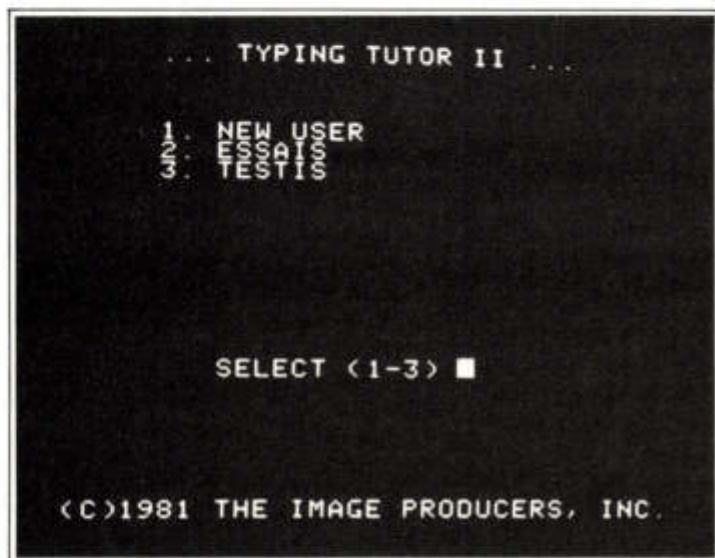 ... TYPING TUTOR II ...
1. NEW USER
2. ESSAIS
3. TESTIS
SELECT (1-3)
(C)1981 THE IMAGE PRODUCERS, INC.